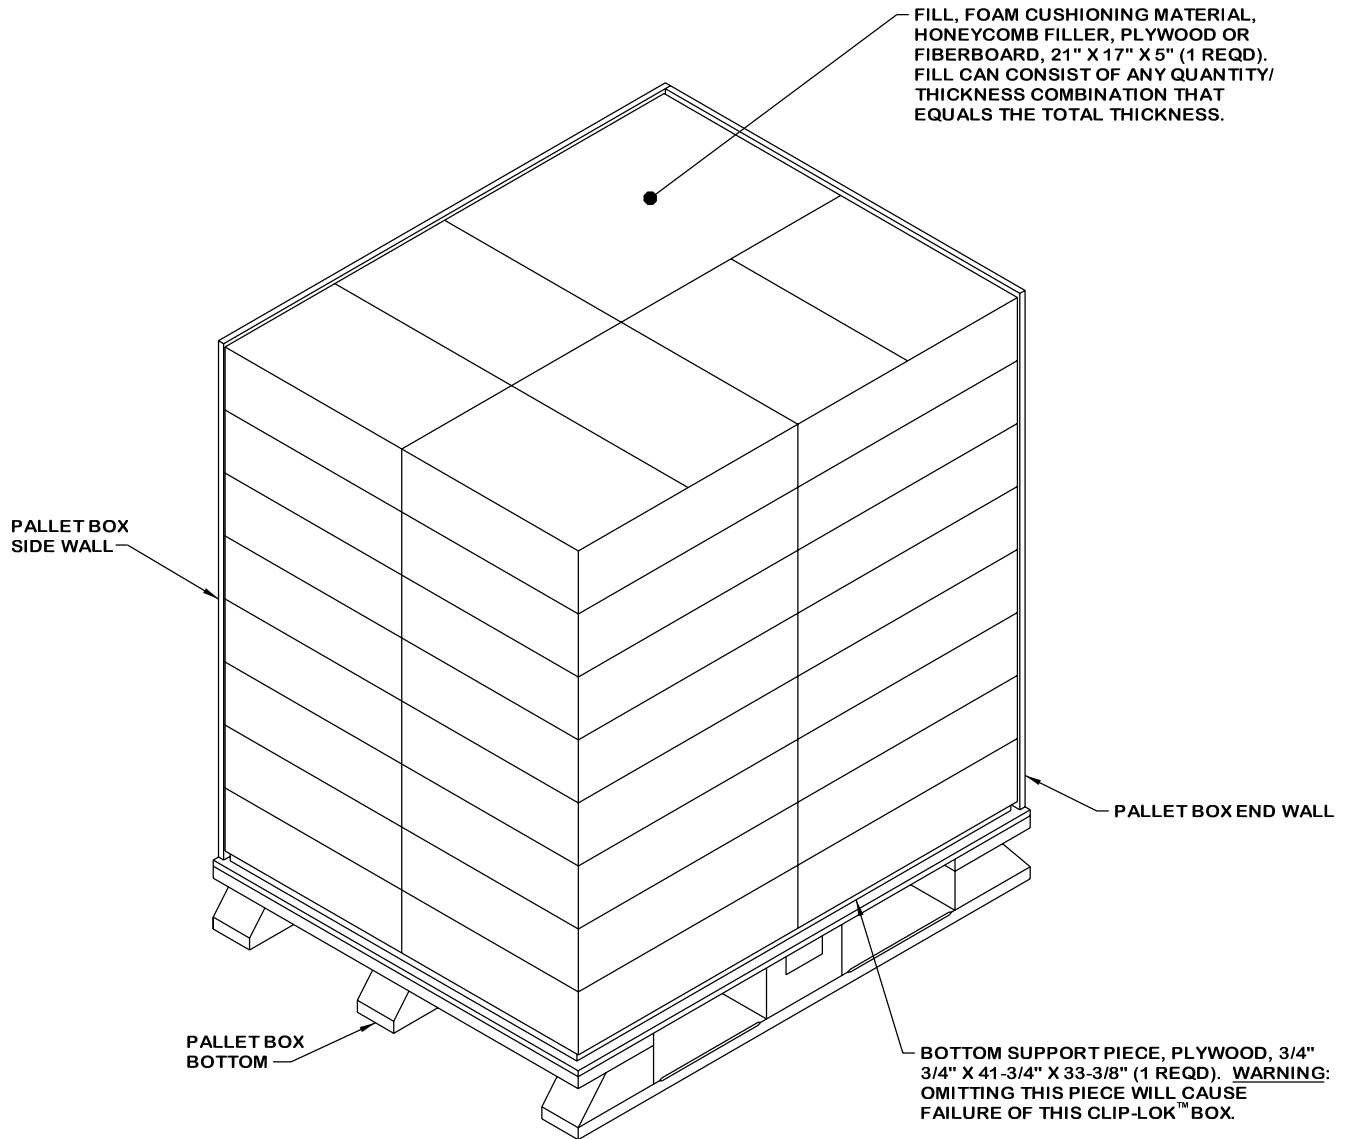 FILL, FOAM CUSHIONING MATERIAL,
HONEYCOMB FILLER, PLYWOOD OR
FIBERBOARD, 21" X 17" X 5" (1 REQD).
FILL CAN CONSIST OF ANY QUANTITY/
THICKNESS COMBINATION THAT
EQUALS THE TOTAL THICKNESS.
PALLET BOX
SIDE WALL
PALLET BOX END WALL
PALLET BOX
BOTTOM
BOTTOM SUPPORT PIECE, PLYWOOD, 3/4"
3/4" X 41-3/4" X 33-3/8" (1 REQD). WARNING:
OMITTING THIS PIECE WILL CAUSE
FAILURE OF THIS CLIP-LOK™ BOX.